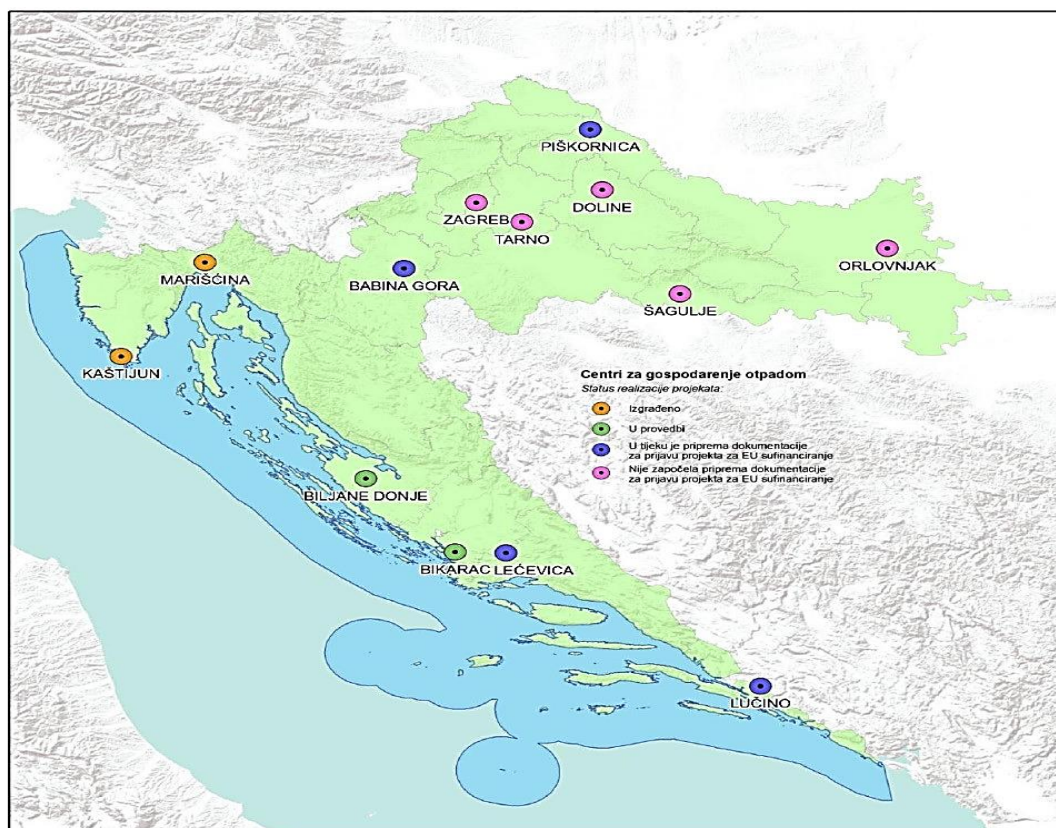 PIŠKORNICA
DOLINE
ZAGREB
TARNO
ORLOVNJAK
MARIŠĆINA
BABINA GORA
ŠAGULJE
KAŠTIJUN
Centri za gospodarenje otpadom
Status realizacije projekata:
Izgrađeno
U provedbi
U tijeku je priprema dokumentacije
za prijavu projekta za EU sufinanciranje
Nije započela priprema dokumentacije
za prijavu projekta za EU sufinanciranje
BILJANE DONJE
BIKARAC
LEĆEVICA
LUČINO